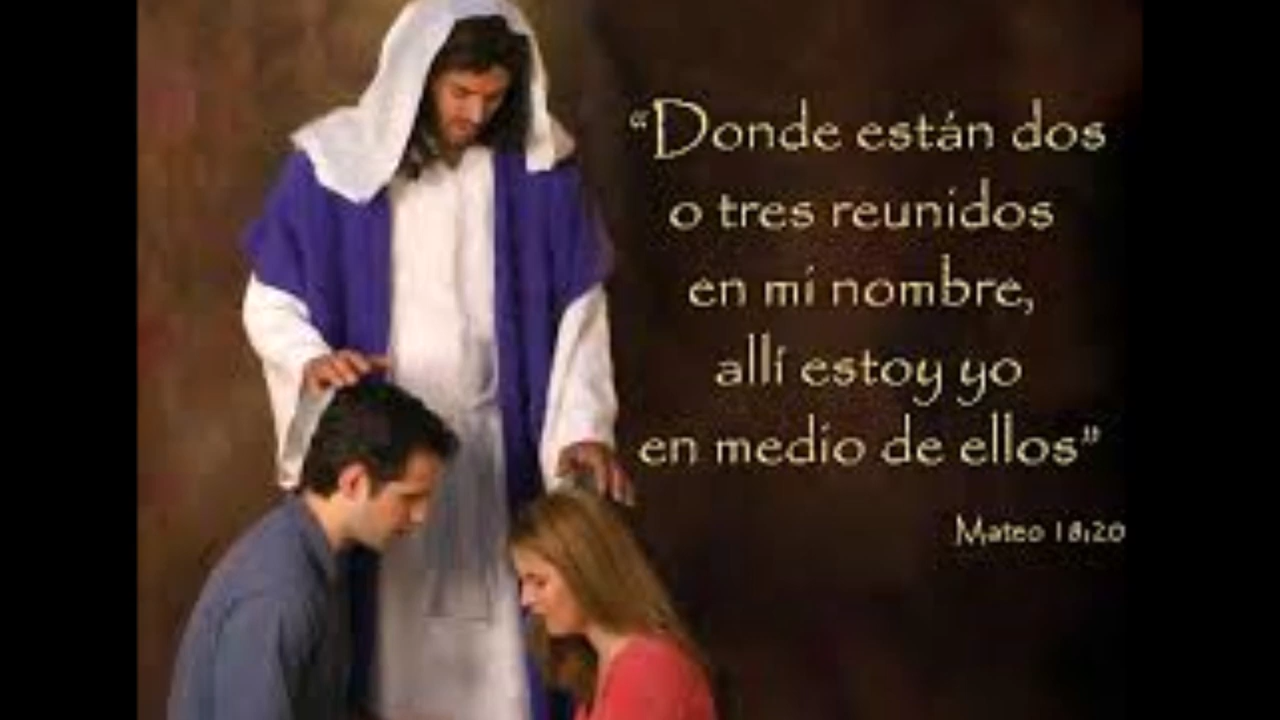 “Donde están dos
o tres reunidos
en mi nombre,
allí estoy yo
en medio de ellos”
Mateo 18:20